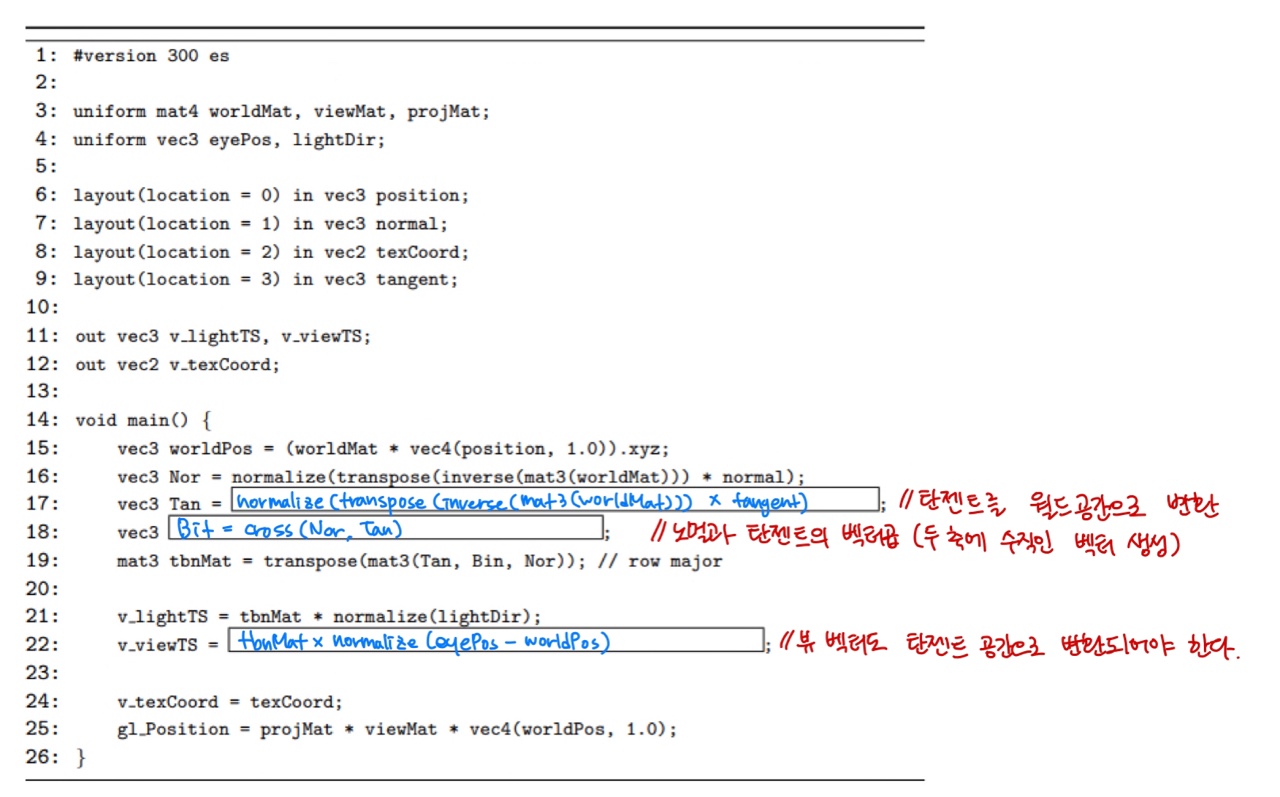 1: #version 300 es
2:
3: uniform mat4 worldMat, viewMat, projMat;
4: uniform vec3 eyePos, lightDir;
5:
6: layout(location = 0) in vec3 position;
7: layout(location = 1) in vec3 normal;
8: layout(location = 2) in vec2 texCoord;
9: layout(location = 3) in vec3 tangent;
10:
11: out vec3 v_lightTS, v_viewTS;
12: out vec2 v_texCoord;
13:
14: void main() {
15: vec3 worldPos = (worldMat * vec4(position, 1.0)).xyz;
16: vec3 Nor = normalize(transpose(inverse(mat3(worldMat))) * normal);
17: vec3 Tan = normalize(transpose(inverse(mat3(worldMat))) × tangent) ; // 탄젠트를 월드공간으로 변환
18: vec3 Bit = cross(Nor, Tan) ; // 노멀과 탄젠트의 벡터곱 (두 축에 수직인 벡터 생성)
19: mat3 tbnMat = transpose(mat3(Tan, Bin, Nor)); // row major
20:
21: v_lightTS = tbnMat * normalize(lightDir);
22: v_viewTS = tbnMat × normalize(eyePos - worldPos) ; // 뷰 벡터도 탄젠트 공간으로 변환되어야 한다.
23:
24: v_texCoord = texCoord;
25: gl_Position = projMat * viewMat * vec4(worldPos, 1.0);
26: }